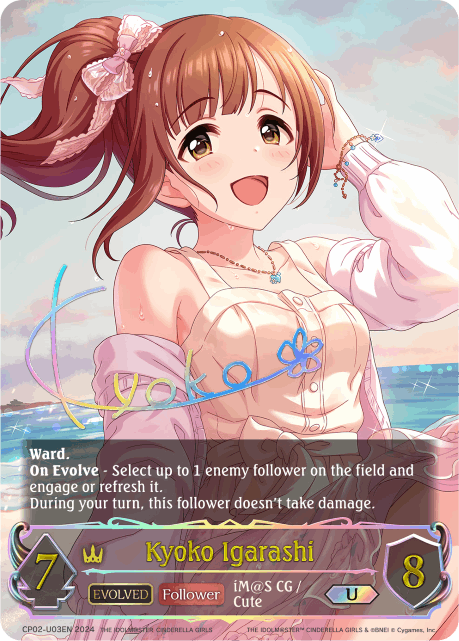 Kyoko
Ward.
On Evolve - Select up to 1 enemy follower on the field and
engage or refresh it.
During your turn, this follower doesn't take damage.
7
Kyoko Igarashi
8
EVOLVED
Follower
iM@S CG /
Cute
U
CP02-U03EN 2024 THE IDOLM@STER CINDERELLA GIRLS
THE IDOLM@STER™ CINDERELLA GIRLS & ©BNEI © Cygames, Inc.